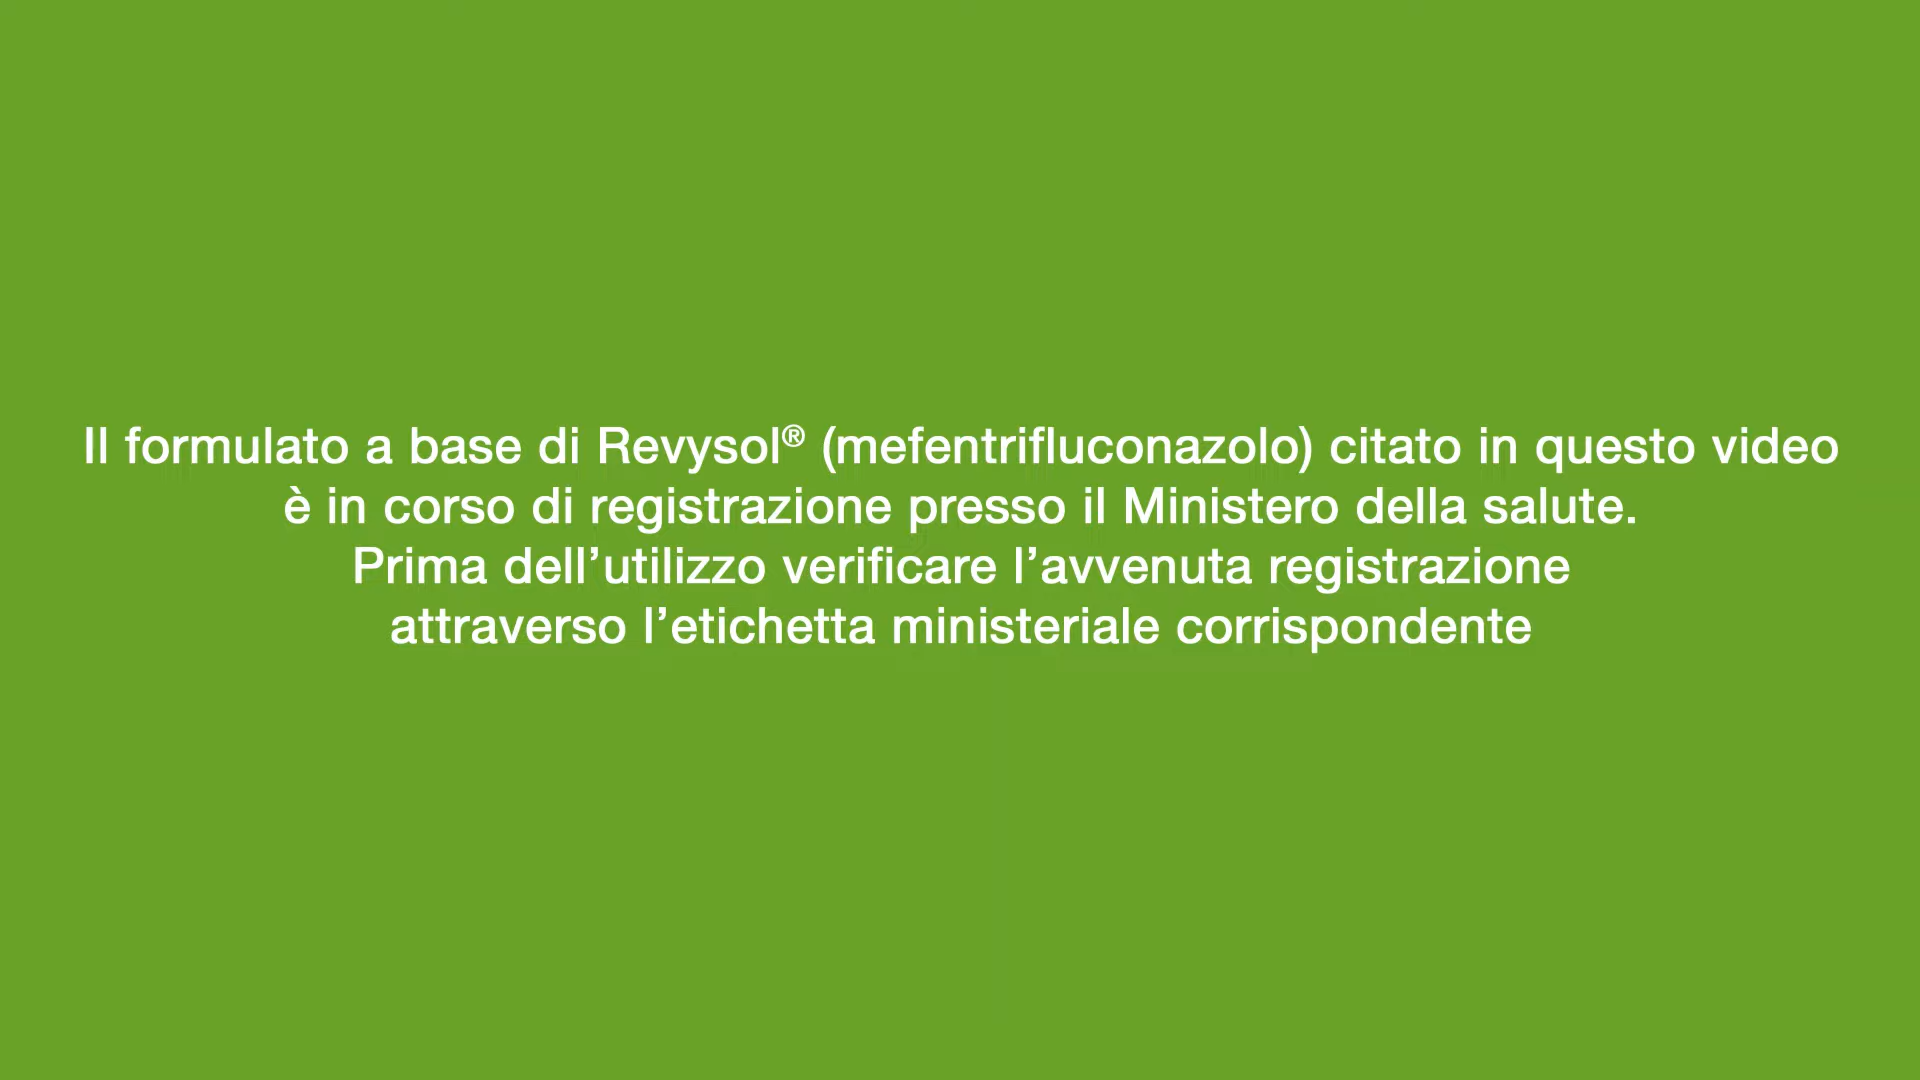 Il formulato a base di Revysol® (mefentrifluconazolo) citato in questo video
è in corso di registrazione presso il Ministero della salute.
Prima dell’utilizzo verificare l’avvenuta registrazione
attraverso l’etichetta ministeriale corrispondente